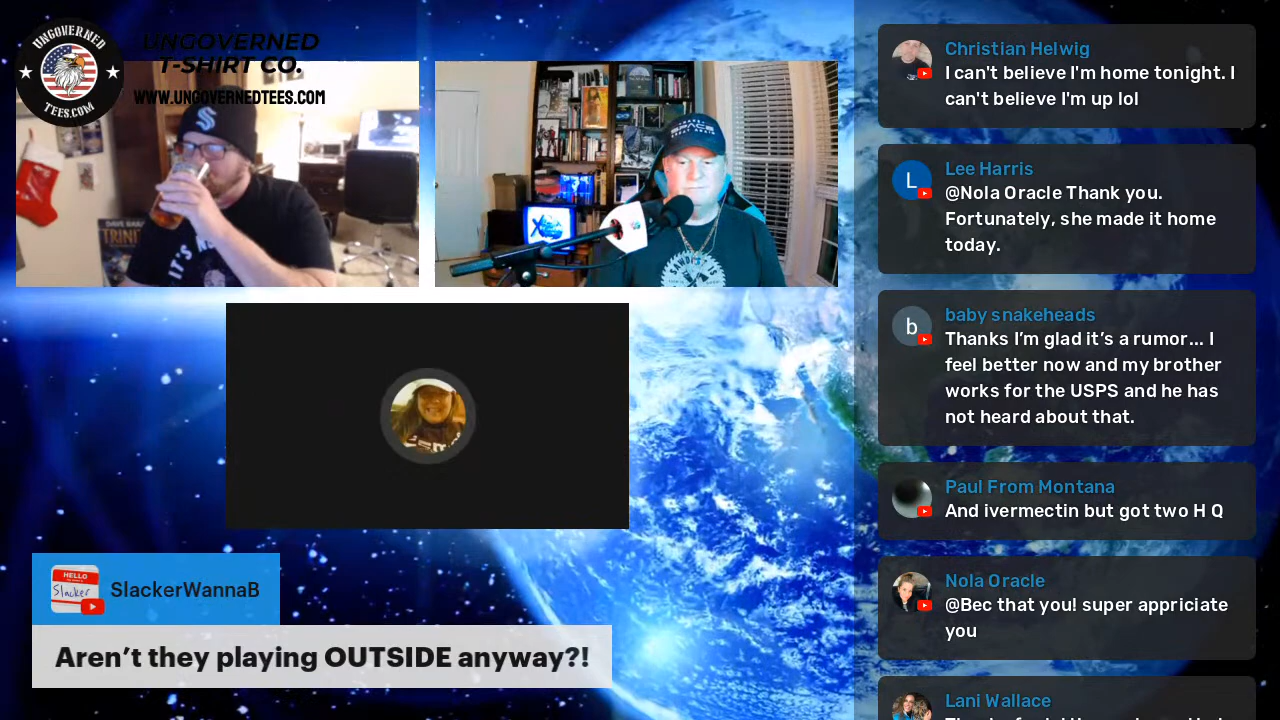 UNGOVERNED
TEES.COM
UNGOVERNED
T-SHIRT CO.
WWW.UNGOVERNEDTEES.COM
IT'S
DAVE
TRINI
SPACE
Christian Helwig
I can't believe I'm home tonight. I
can't believe I'm up lol
L
Lee Harris
@Nola Oracle Thank you.
Fortunately, she made it home
today.
b
baby snakeheads
Thanks I’m glad it’s a rumor... I
feel better now and my brother
works for the USPS and he has
not heard about that.
Paul From Montana
And ivermectin but got two H Q
Nola Oracle
@Bec that you! super appriciate
you
Lani Wallace
HELLO
Slacker
SlackerWannaB
Aren’t they playing OUTSIDE anyway?!